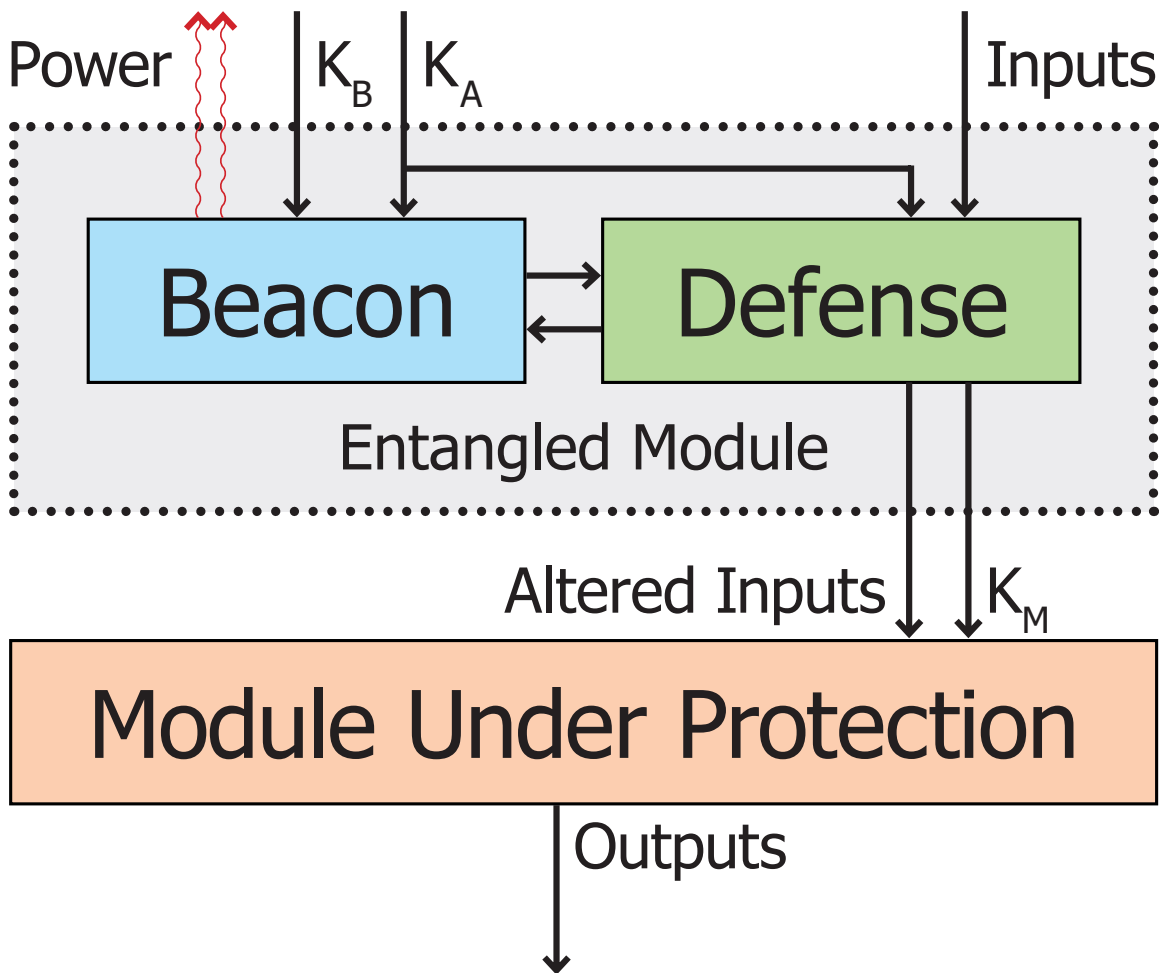 Power
K_B
K_A
Inputs
Beacon
Defense
Entangled Module
Altered Inputs
K_M
Module Under Protection
Outputs